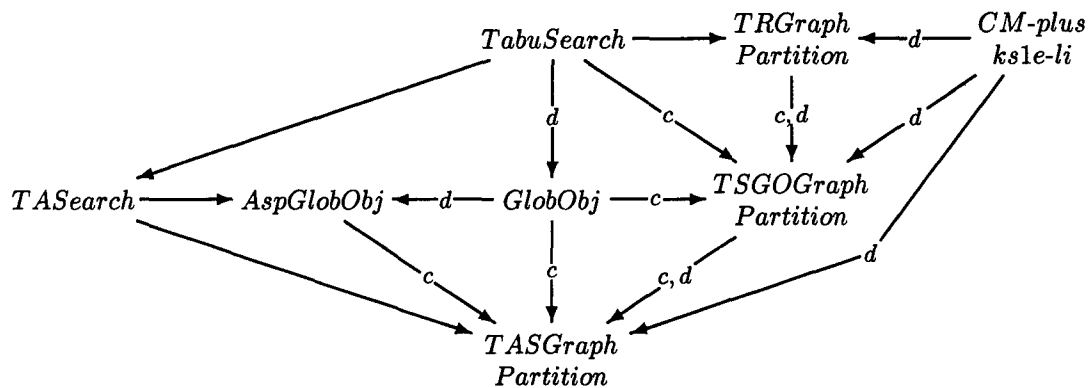 TabuSearch
TRGraph
Partition
d
CM-plus
ks1e-li
d
c
c, d
d
TASearch
AspGlobObj
d
GlobObj
c
TSGOGraph
Partition
c
c
c, d
d
TASGraph
Partition